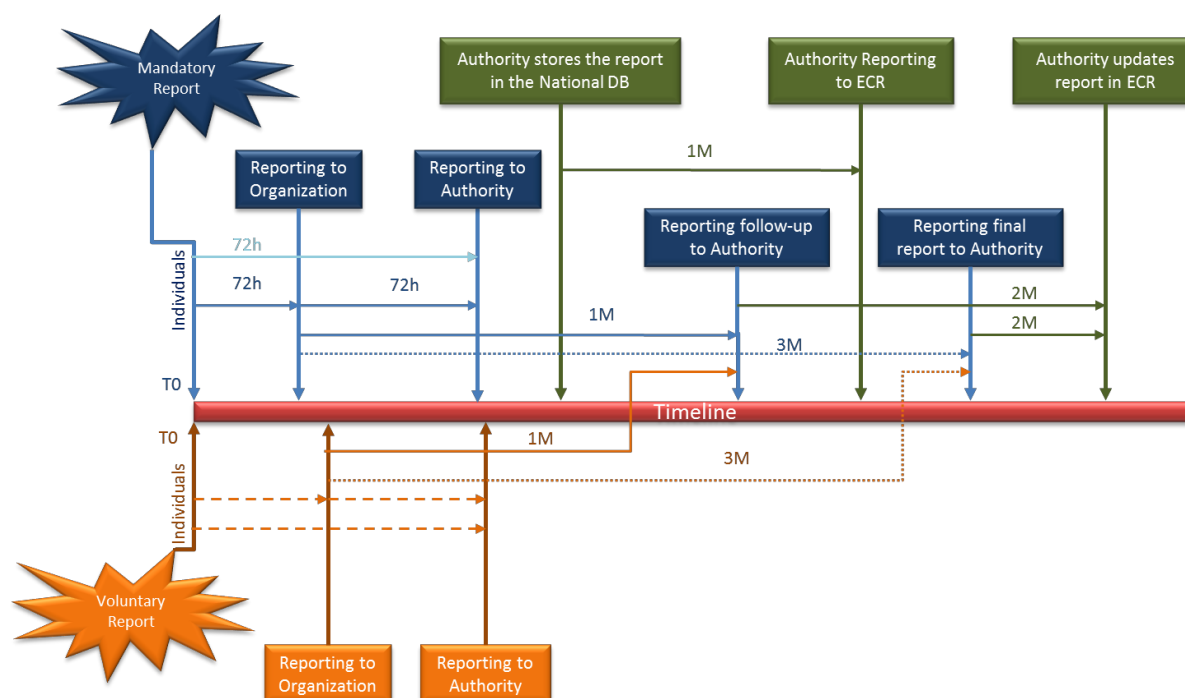 Mandatory
Report
Authority stores the report
in the National DB
Authority Reporting
to ECR
Authority updates
report in ECR
1M
Reporting to
Organization
Reporting to
Authority
Reporting follow-up
to Authority
Reporting final
report to Authority
72h
Individuals
72h
72h
2M
1M
2M
3M
T0
Timeline
T0
1M
3M
Individuals
Voluntary
Report
Reporting to
Organization
Reporting to
Authority